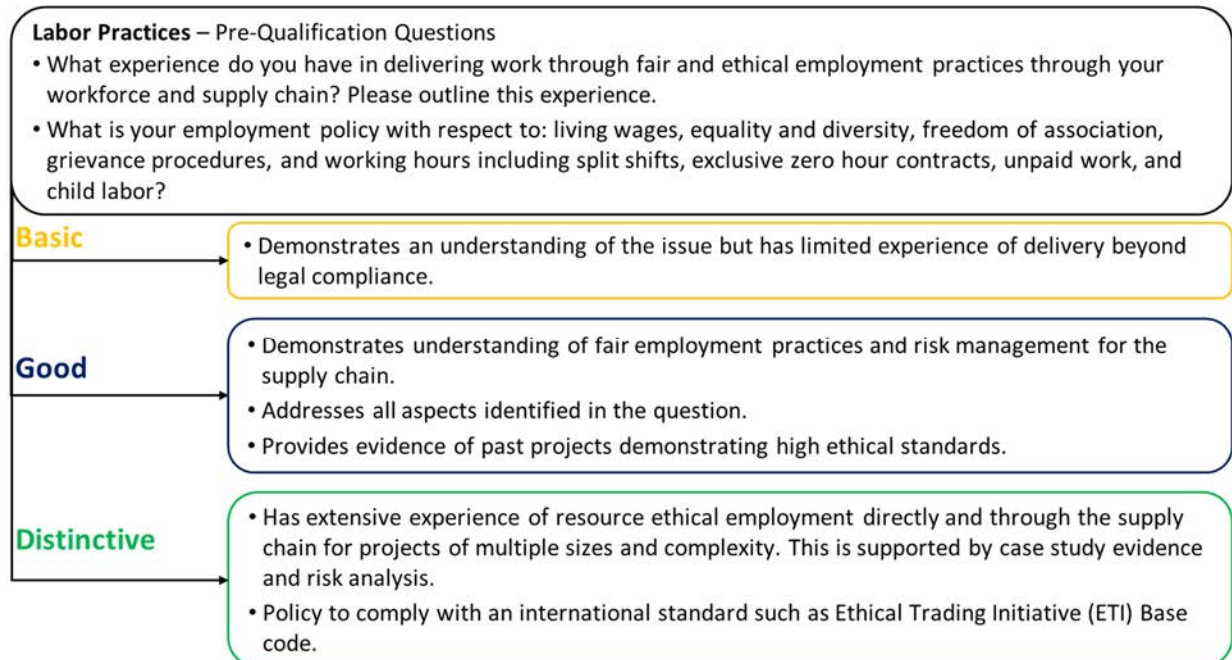 Labor Practices – Pre-Qualification Questions
• What experience do you have in delivering work through fair and ethical employment practices through your
workforce and supply chain? Please outline this experience.
• What is your employment policy with respect to: living wages, equality and diversity, freedom of association,
grievance procedures, and working hours including split shifts, exclusive zero hour contracts, unpaid work, and
child labor?
Basic
• Demonstrates an understanding of the issue but has limited experience of delivery beyond
legal compliance.
Good
• Demonstrates understanding of fair employment practices and risk management for the
supply chain.
• Addresses all aspects identified in the question.
• Provides evidence of past projects demonstrating high ethical standards.
Distinctive
• Has extensive experience of resource ethical employment directly and through the supply
chain for projects of multiple sizes and complexity. This is supported by case study evidence
and risk analysis.
• Policy to comply with an international standard such as Ethical Trading Initiative (ETI) Base
code.